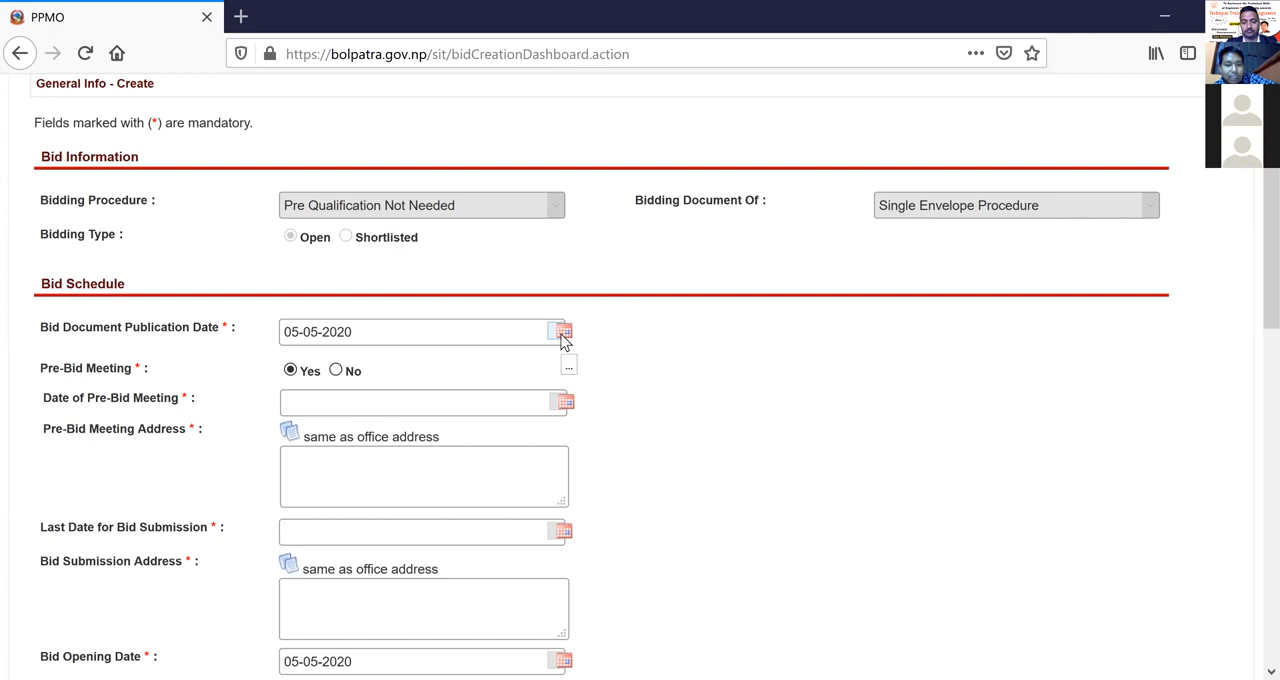 PPMO
https://bolpatra.gov.np/sit/bidCreationDashboard.action
General Info - Create
Fields marked with (*) are mandatory.
Bid Information
Bidding Procedure : Pre Qualification Not Needed Bidding Document Of : Single Envelope Procedure
Bidding Type : Open Shortlisted
Bid Schedule
Bid Document Publication Date * : 05-05-2020
...
Pre-Bid Meeting * : Yes No
Date of Pre-Bid Meeting * :
Pre-Bid Meeting Address * : same as office address
Last Date for Bid Submission * :
Bid Submission Address * : same as office address
Bid Opening Date * : 05-05-2020